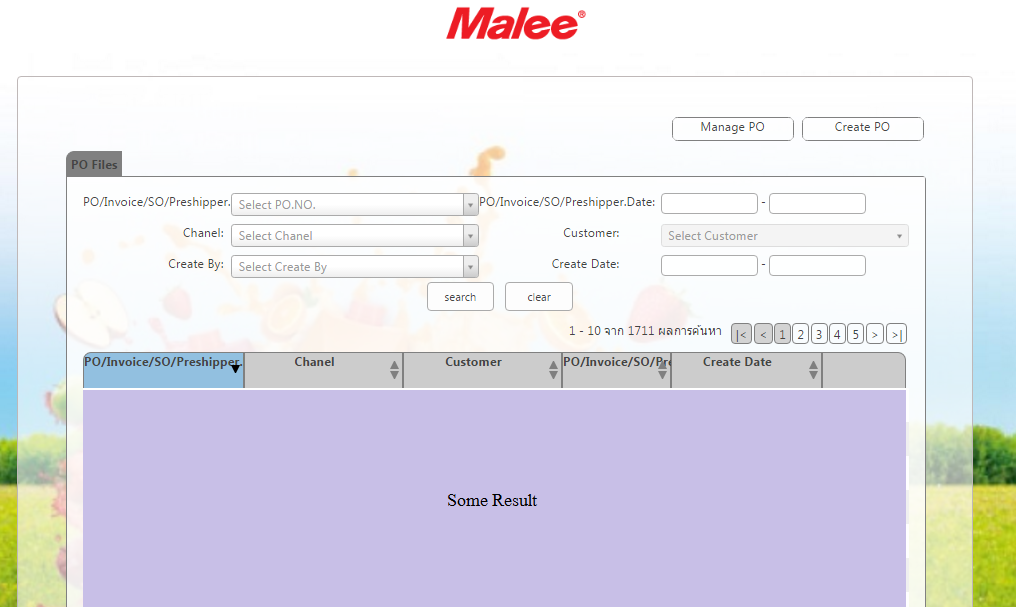 Malee®
Manage PO
Create PO
PO Files
PO/Invoice/SO/Preshipper.
Select PO.NO.
PO/Invoice/SO/Preshipper.Date:
-
Chanel:
Select Chanel
Customer:
Select Customer
Create By:
Select Create By
Create Date:
-
search
clear
1 - 10 จาก 1711 ผลการค้นหา
|< < 1 2 3 4 5 > >|
PO/Invoice/SO/Preshipper. Chanel Customer PO/Invoice/SO/Pre Create Date
Some Result